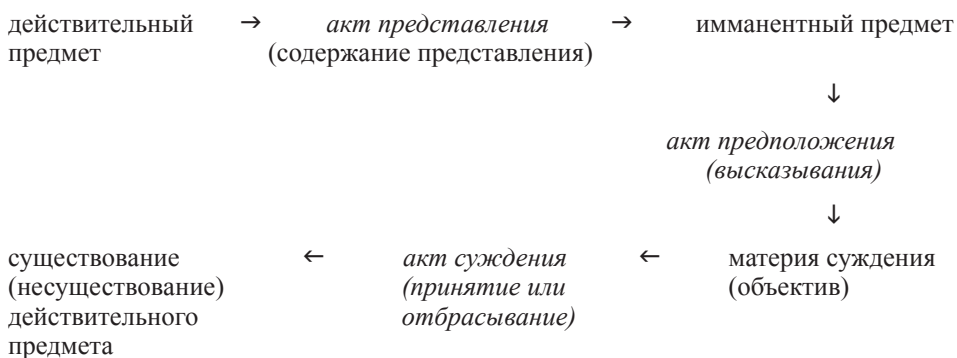 действительный → акт представления → имманентный предмет
предмет (содержание представления)
↓
акт предположения
(высказывания)
↓
существование ← акт суждения ← материя суждения
(несуществование) (принятие или (объектив)
действительного отбрасывание)
предмета